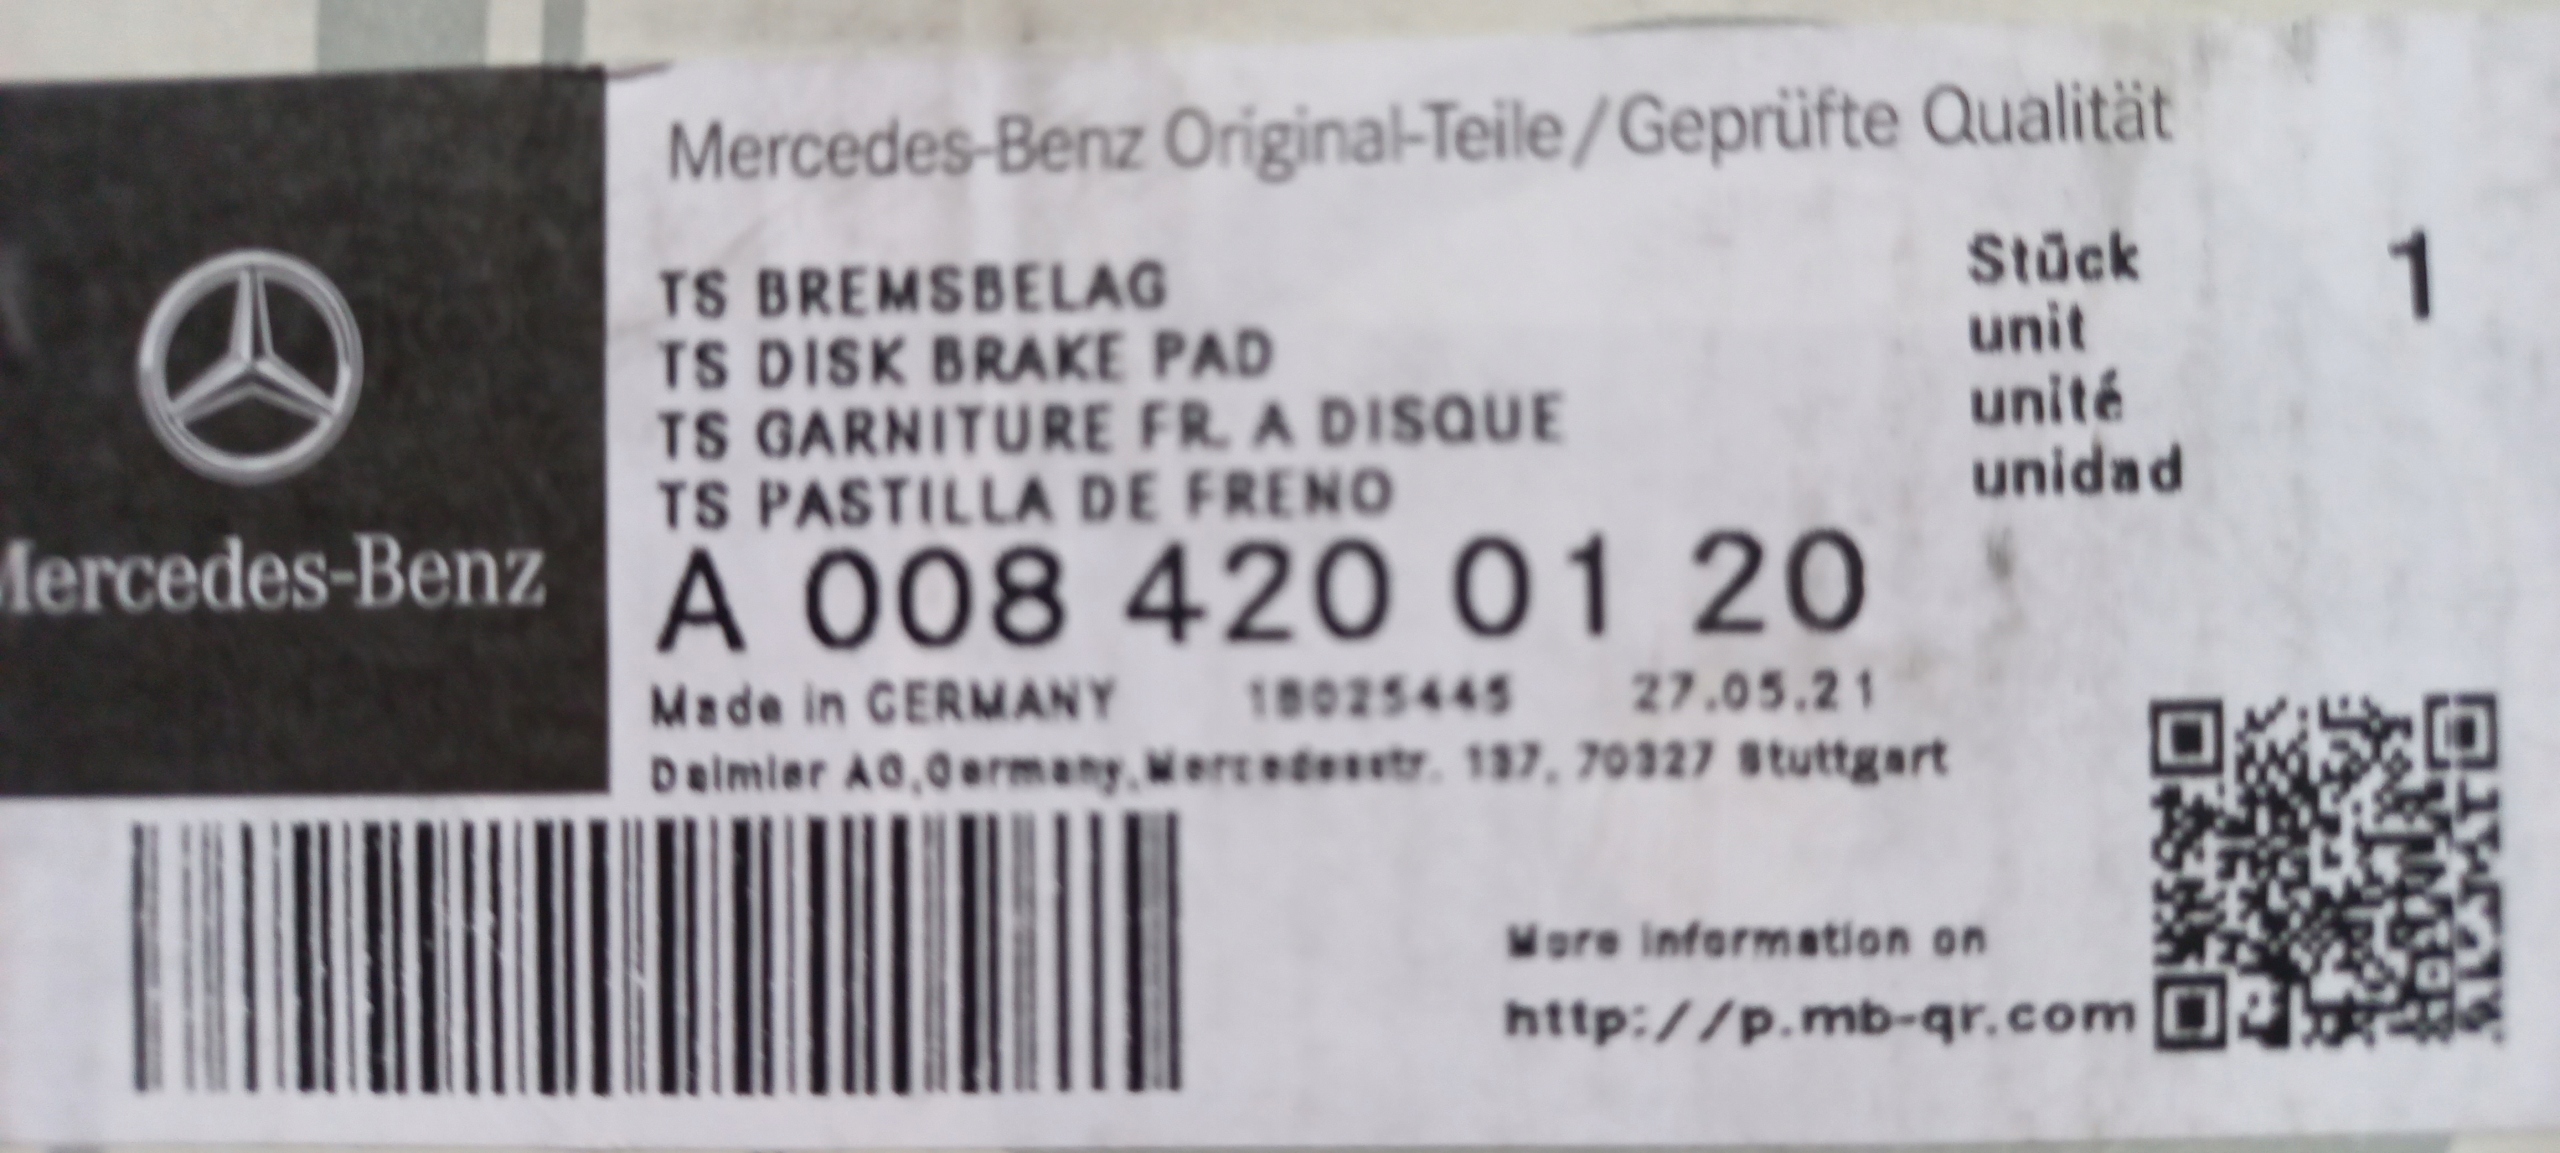 Mercedes-Benz Original-Teile/Geprüfte Qualität
TS BREMSBELAG
TS DISK BRAKE PAD
TS GARNITURE FR. A DISQUE
TS PASTILLA DE FRENO
Stück 1
unit
unité
unidad
A 008 420 01 20
Mercedes-Benz
Made in GERMANY 18025445 27.05.21
Daimler AG,Germany,Mercedesstr. 137, 70327 Stuttgart
More information on
http://p.mb-qr.com